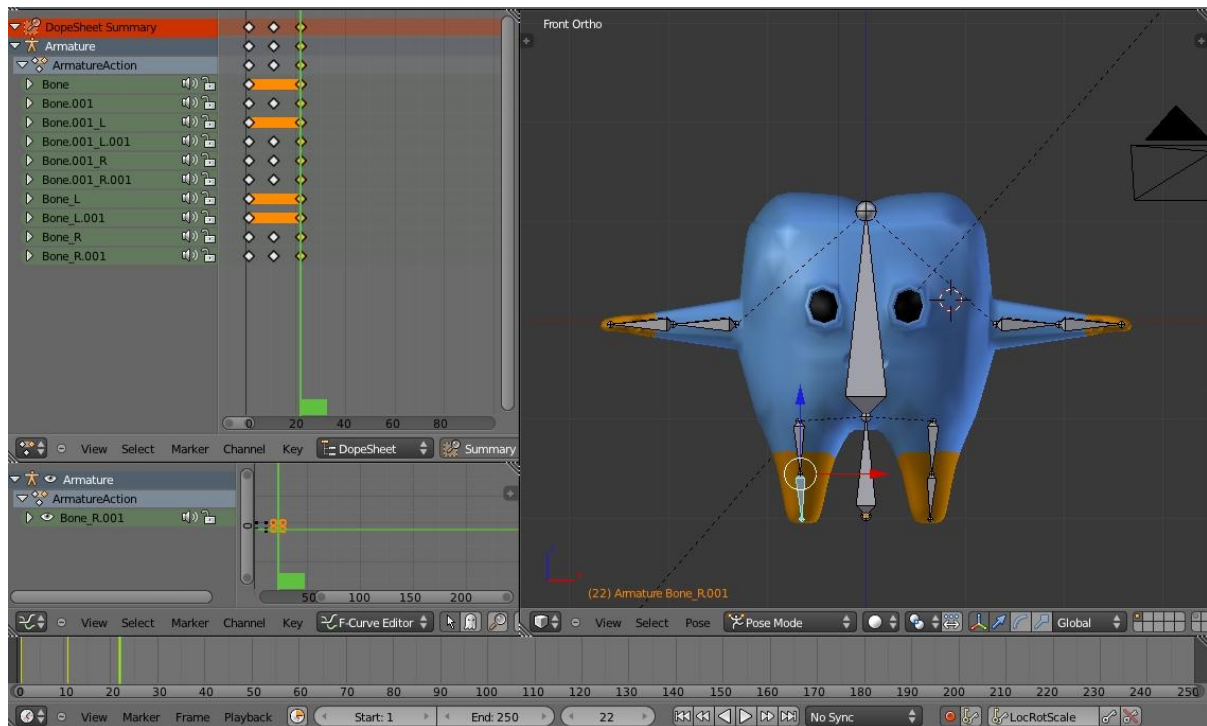 DopeSheet Summary
Armature
ArmatureAction
Bone
Bone.001
Bone.001_L
Bone.001_L.001
Bone.001_R
Bone.001_R.001
Bone_L
Bone_L.001
Bone_R
Bone_R.001
0 20 40 60 80
View Select Marker Channel Key DopeSheet Summary
Armature
ArmatureAction
Bone_R.001
50 100 150 200
View Select Marker Channel Key F-Curve Editor
Front Ortho
(22) Armature Bone_R.001
View Select Pose Pose Mode Global
0 10 20 30 40 50 60 70 80 90 100 110 120 130 140 150 160 170 180 190 200 210 220 230 240 250
View Marker Frame Playback Start: 1 End: 250 22 No Sync LocRotScale